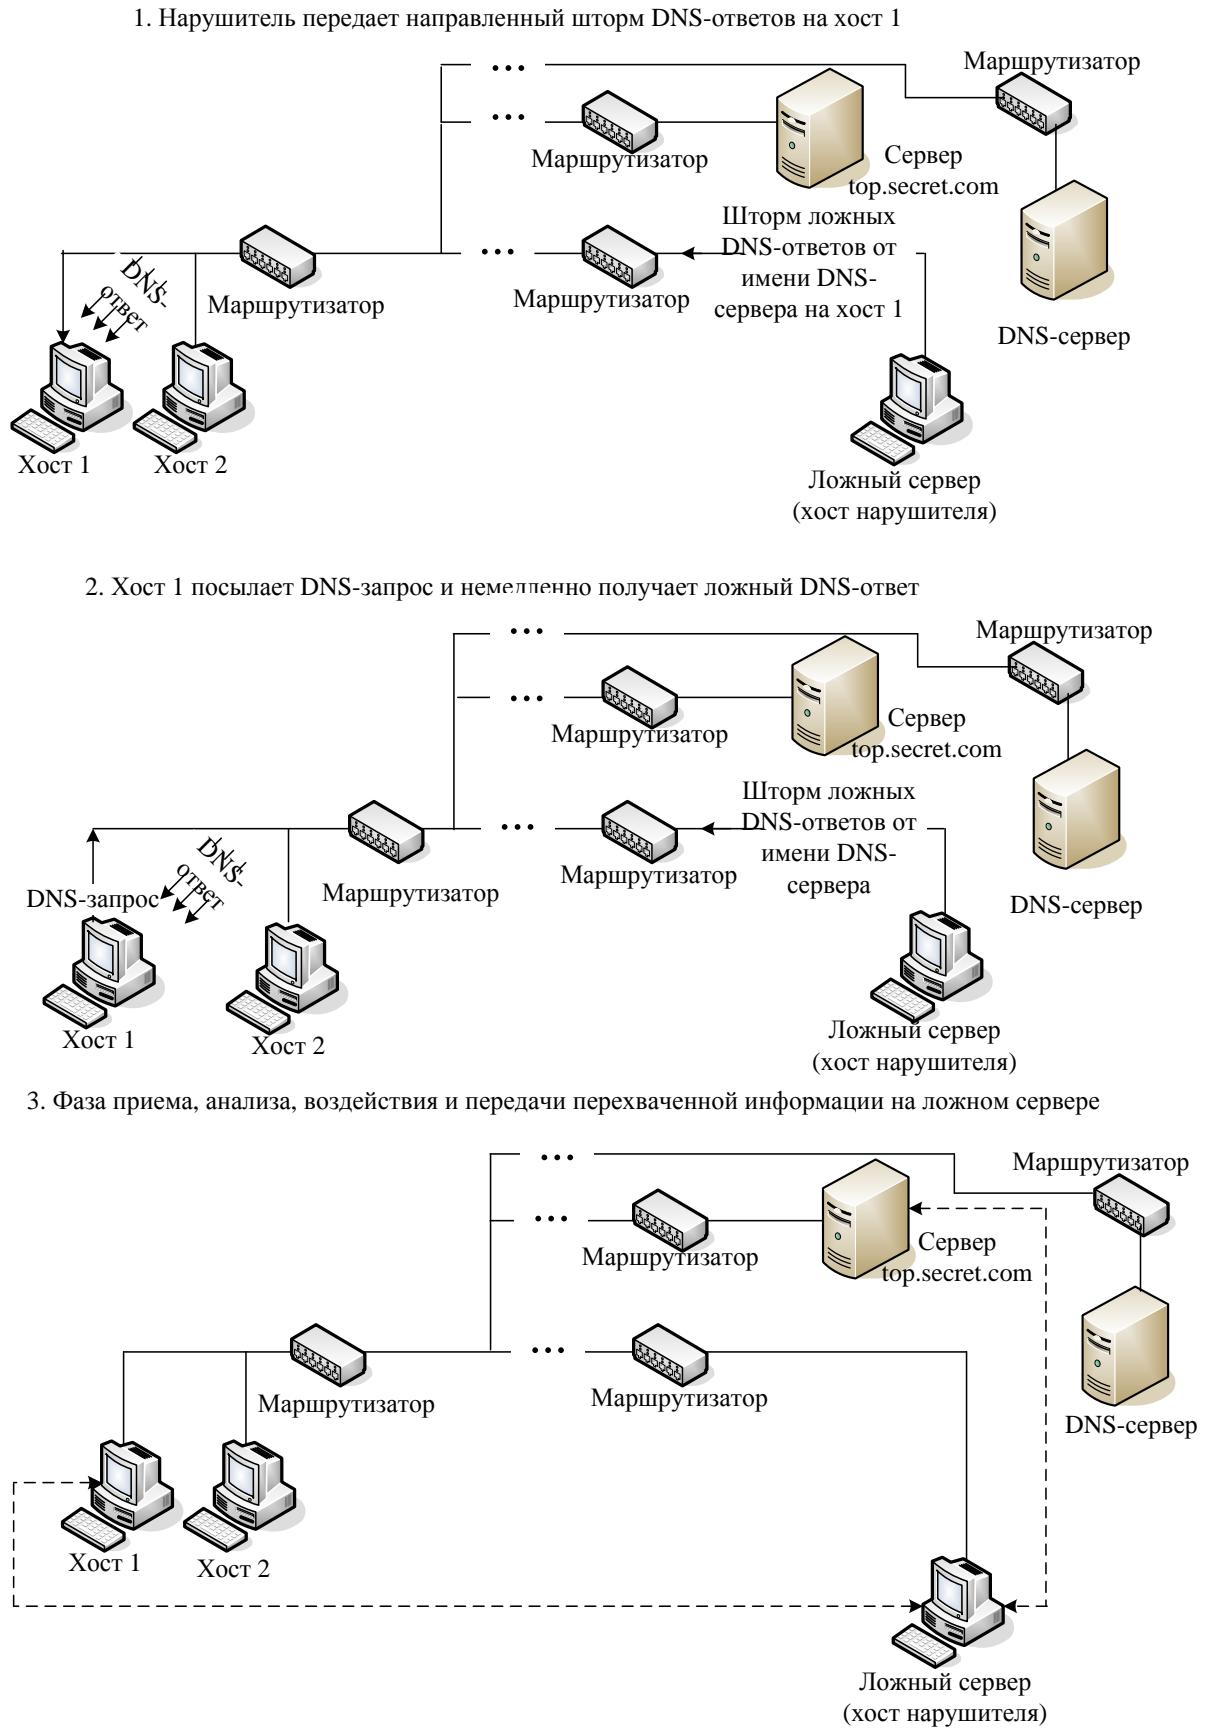 1. Нарушитель передает направленный шторм DNS-ответов на хост 1
Маршрутизатор
Маршрутизатор
Сервер
top.secret.com
Шторм ложных
DNS-ответов от
имени DNS-
сервера на хост 1
DNS-
ответ
Маршрутизатор
Маршрутизатор
DNS-сервер
Хост 1
Хост 2
Ложный сервер
(хост нарушителя)
2. Хост 1 посылает DNS-запрос и немедленно получает ложный DNS-ответ
Маршрутизатор
Маршрутизатор
Сервер
top.secret.com
Шторм ложных
DNS-ответов от
имени DNS-
сервера
DNS-
ответ
Маршрутизатор
Маршрутизатор
DNS-запрос
DNS-сервер
Хост 1
Хост 2
Ложный сервер
(хост нарушителя)
3. Фаза приема, анализа, воздействия и передачи перехваченной информации на ложном сервере
Маршрутизатор
Маршрутизатор
Сервер
top.secret.com
Маршрутизатор
Маршрутизатор
DNS-сервер
Хост 1
Хост 2
Ложный сервер
(хост нарушителя)